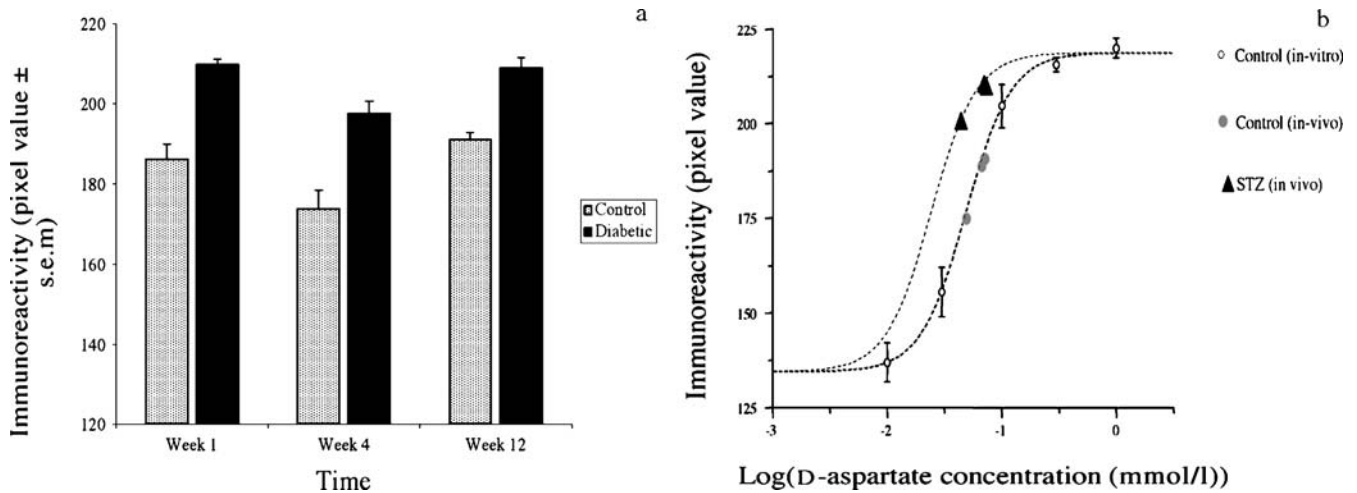 a
Immunoreactivity (pixel value ±
s.e.m)
220
200
180
160
140
120
Week 1
Week 4
Week 12
Time
Control
Diabetic
b
Immunoreactivity (pixel value)
225
200
175
150
125
-3
-2
-1
0
Log(D-aspartate concentration (mmol/l))
Control (in-vitro)
Control (in-vivo)
STZ (in vivo)